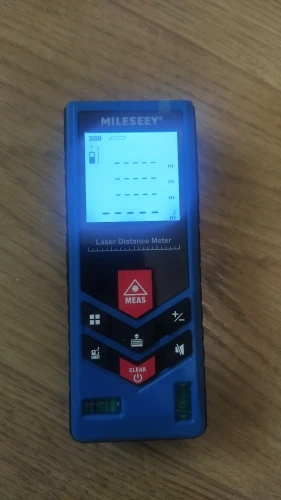 MILESEEY®
m
m
m
Laser Distance Meter
MEAS
+/-
CLEAR